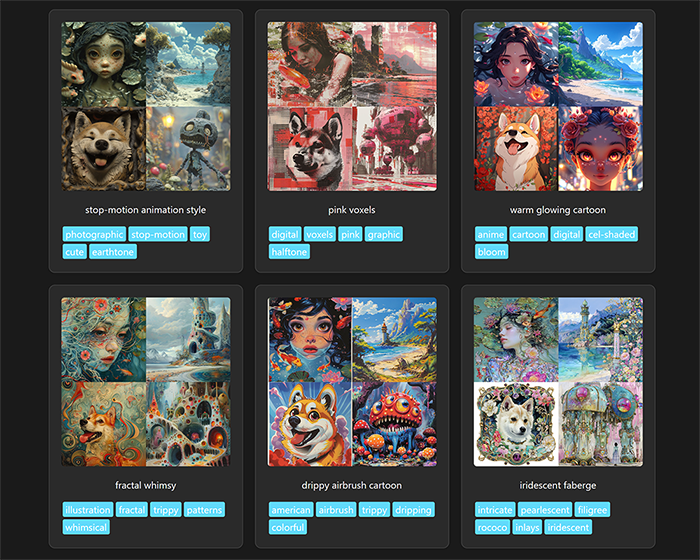 stop-motion animation style
photographic stop-motion toy
cute earthtone
pink voxels
digital voxels pink graphic
halftone
warm glowing cartoon
anime cartoon digital cel-shaded
bloom
fractal whimsy
illustration fractal trippy patterns
whimsical
drippy airbrush cartoon
american airbrush trippy dripping
colorful
iridescent faberge
intricate pearlescent filigree
rococo inlays iridescent